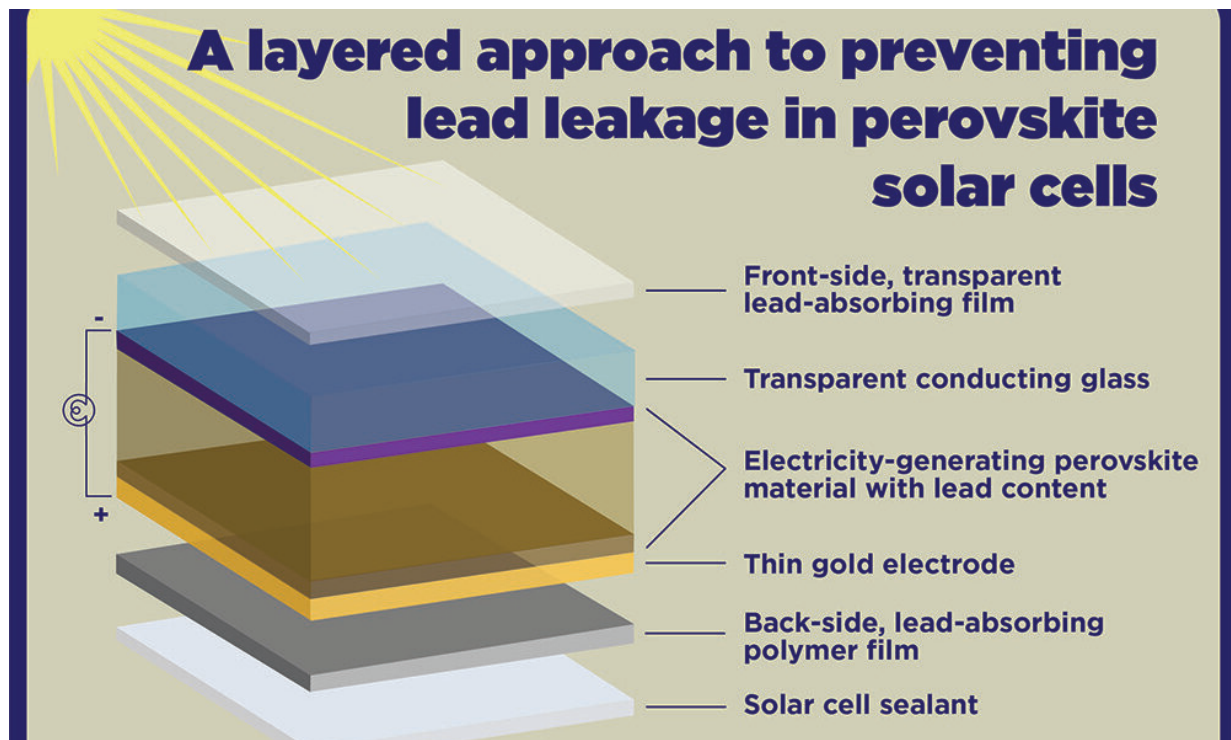 A layered approach to preventing
lead leakage in perovskite
solar cells
Front-side, transparent
lead-absorbing film
-
Transparent conducting glass
Electricity-generating perovskite
material with lead content
+
Thin gold electrode
Back-side, lead-absorbing
polymer film
Solar cell sealant